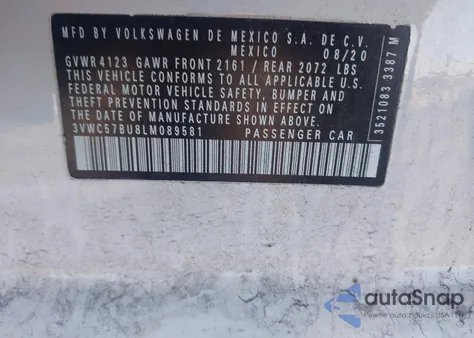 MFD BY VOLKSWAGEN DE MEXICO S.A. DE C.V.
MEXICO 08/20
GVWR 4123 GAWR FRONT 2161 / REAR 2072 LBS
THIS VEHICLE CONFORMS TO ALL APPLICABLE U.S.
FEDERAL MOTOR VEHICLE SAFETY, BUMPER AND
THEFT PREVENTION STANDARDS IN EFFECT ON
THE DATE OF MANUFACTURE SHOWN ABOVE.
3VWC57BU8LM089581 PASSENGER CAR
3521083 3387 M
autoSnap